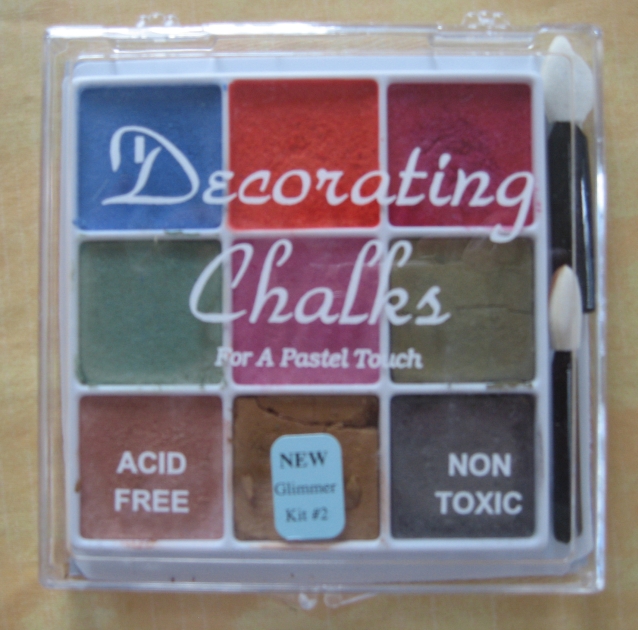 Decorating
Chalks
For A Pastel Touch
ACID
FREE
NEW
Glimmer
Kit #2
NON
TOXIC